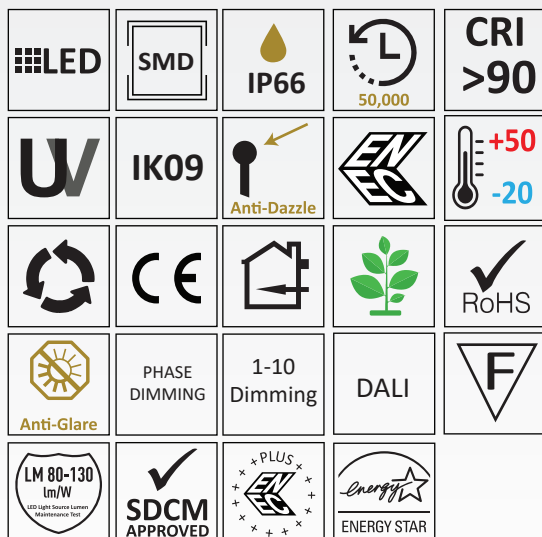 LED
SMD
IP66
50,000
CRI
>90
UV
IK09
Anti-Dazzle
EN
EC
+50
-20
CE
RoHS
Anti-Glare
PHASE
DIMMING
1-10
Dimming
DALI
F
LM 80-130
lm/W
LED Light Source Lumen
Maintenance Test
SDCM
APPROVED
PLUS
EN
EC
energy
ENERGY STAR